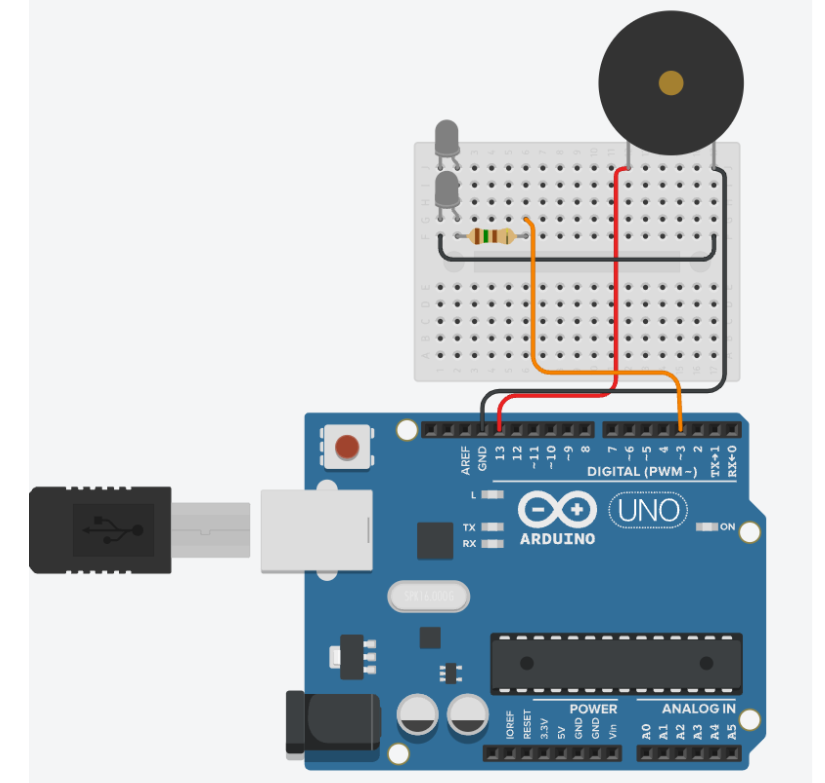 J
J
I
H
G
G
F
F
E
E
D
D
C
C
B
B
A
A
AREF
GND
13
12
~11
~10
~9
8
7
~6
~5
4
~3
2
TX→1
RX←0
DIGITAL (PWM~)
L
TX
RX
ARDUINO
UNO
ON
POWER
ANALOG IN
IOREF
RESET
3.3V
5V
GND
GND
Vin
A0
A1
A2
A3
A4
A5